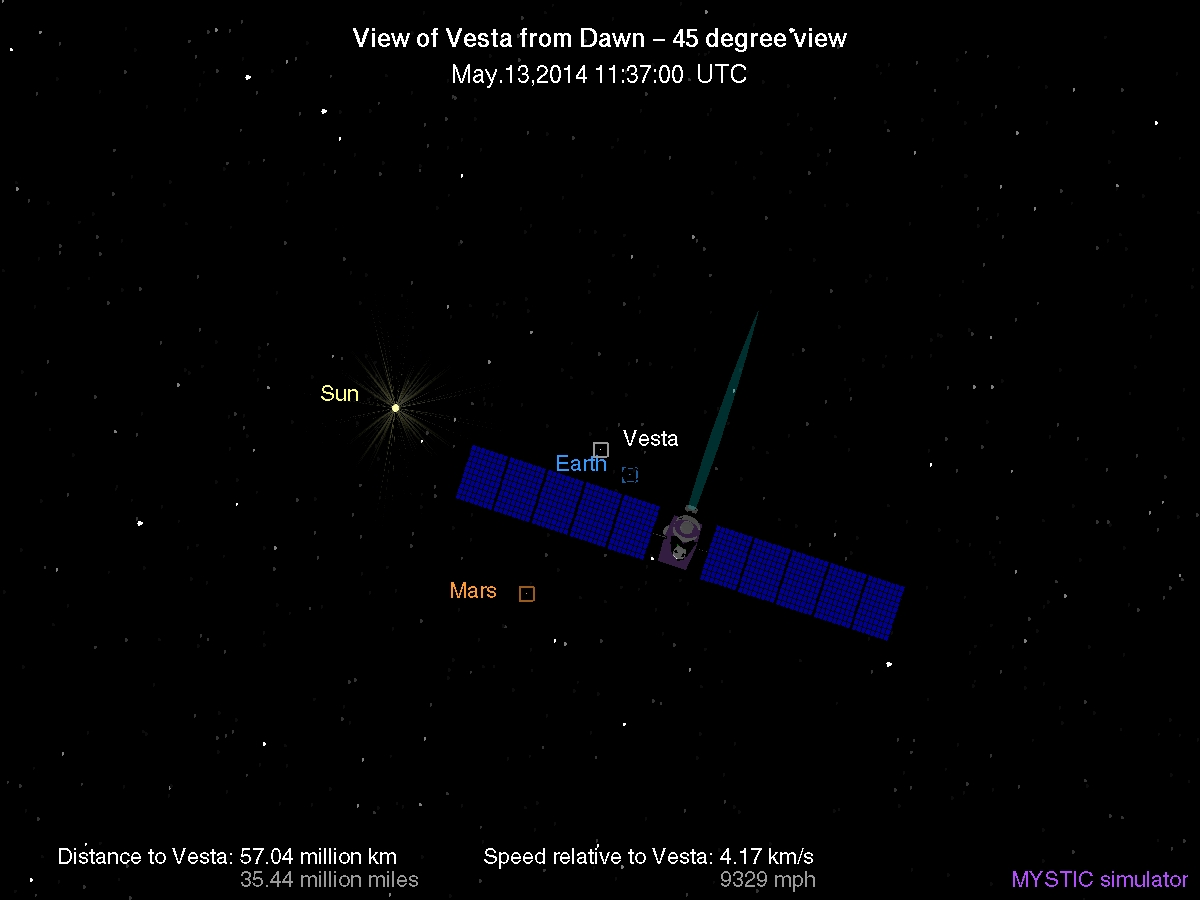 View of Vesta from Dawn – 45 degree view
May.13,2014 11:37:00 UTC
Sun
Vesta
Earth
Mars
Distance to Vesta: 57.04 million km
35.44 million miles
Speed relative to Vesta: 4.17 km/s
9329 mph
MYSTIC simulator